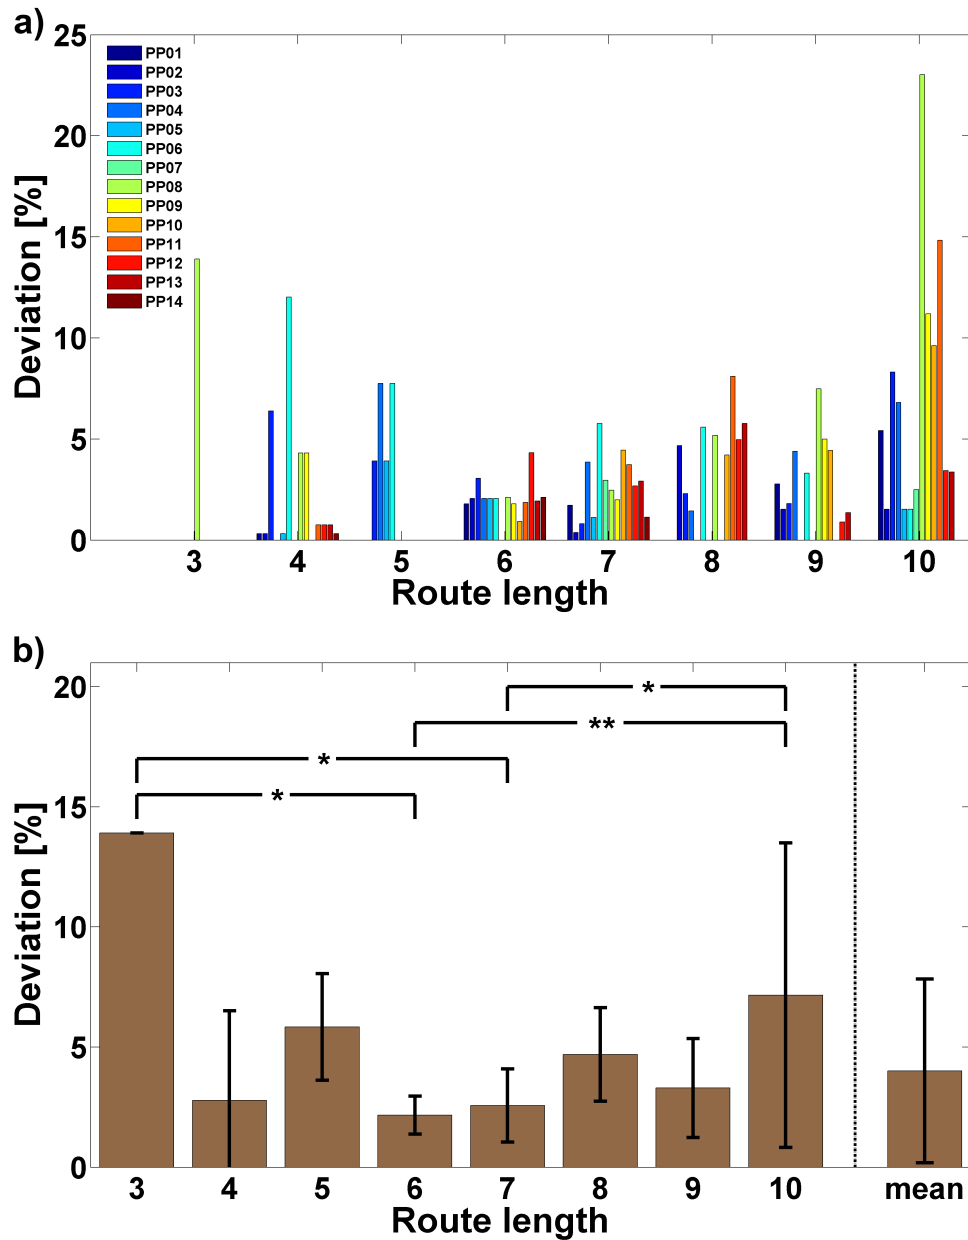 a)
25
20
15
10
5
0
Deviation [%]
PP01
PP02
PP03
PP04
PP05
PP06
PP07
PP08
PP09
PP10
PP11
PP12
PP13
PP14
3 4 5 6 7 8 9 10
Route length
b)
20
15
10
5
0
Deviation [%]
*
**
*
*
3 4 5 6 7 8 9 10 mean
Route length